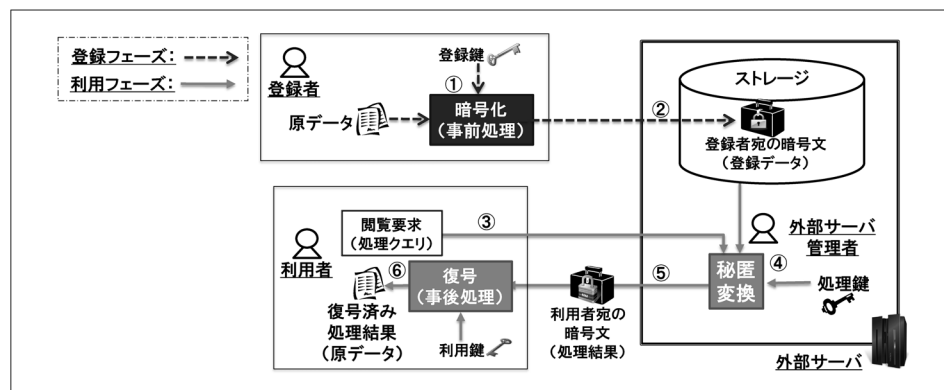 登録フェーズ：
利用フェーズ：
登録者
登録鍵
①
原データ
暗号化
（事前処理）
②
ストレージ
登録者宛の暗号文
（登録データ）
利用者
閲覧要求
（処理クエリ）
③
外部サーバ
管理者
秘匿
変換
④
処理鍵
⑤
利用者宛の
暗号文
（処理結果）
復号
（事後処理）
⑥
復号済み
処理結果
（原データ）
利用鍵
外部サーバ